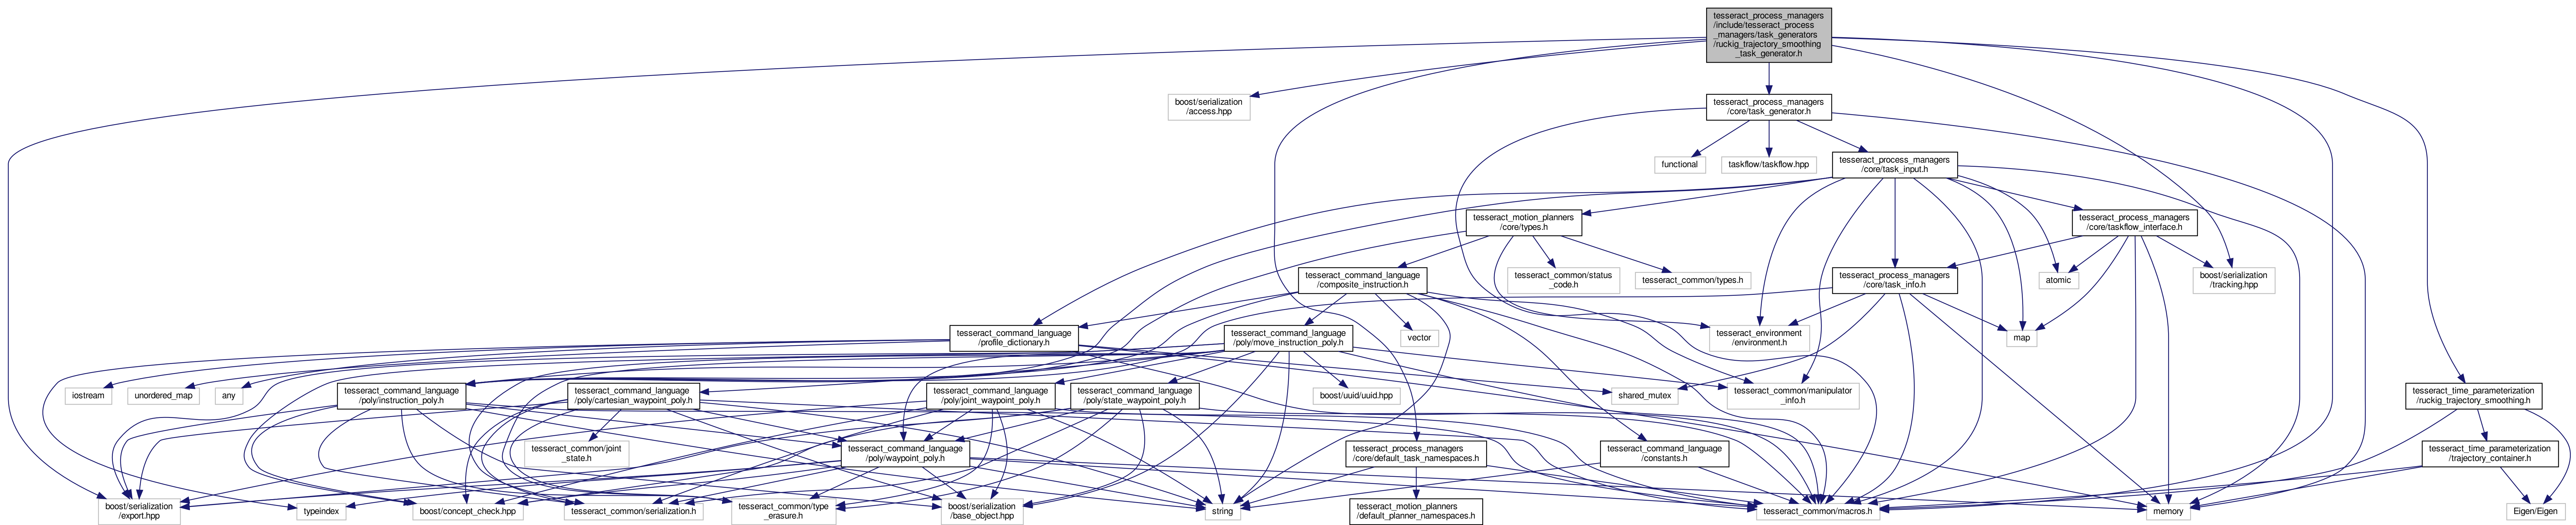 tesseract_process_managers
/include/tesseract_process
_managers/task_generators
/ruckig_trajectory_smoothing
_task_generator.h
boost/serialization
/access.hpp
tesseract_process_managers
/core/task_generator.h
functional
taskflow/taskflow.hpp
tesseract_process_managers
/core/task_input.h
tesseract_motion_planners
/core/types.h
tesseract_process_managers
/core/taskflow_interface.h
tesseract_command_language
/composite_instruction.h
tesseract_common/status
_code.h
tesseract_common/types.h
tesseract_process_managers
/core/task_info.h
atomic
boost/serialization
/tracking.hpp
tesseract_command_language
/profile_dictionary.h
tesseract_command_language
/poly/move_instruction_poly.h
vector
tesseract_environment
/environment.h
map
iostream
unordered_map
any
tesseract_command_language
/poly/instruction_poly.h
tesseract_command_language
/poly/cartesian_waypoint_poly.h
tesseract_command_language
/poly/joint_waypoint_poly.h
tesseract_command_language
/poly/state_waypoint_poly.h
boost/uuid/uuid.hpp
shared_mutex
tesseract_common/manipulator
_info.h
tesseract_time_parameterization
/ruckig_trajectory_smoothing.h
tesseract_common/joint
_state.h
tesseract_command_language
/poly/waypoint_poly.h
tesseract_process_managers
/core/default_task_namespaces.h
tesseract_command_language
/constants.h
tesseract_time_parameterization
/trajectory_container.h
boost/serialization
/export.hpp
typeindex
boost/concept_check.hpp
tesseract_common/serialization.h
tesseract_common/type
_erasure.h
boost/serialization
/base_object.hpp
string
tesseract_motion_planners
/default_planner_namespaces.h
tesseract_common/macros.h
memory
Eigen/Eigen